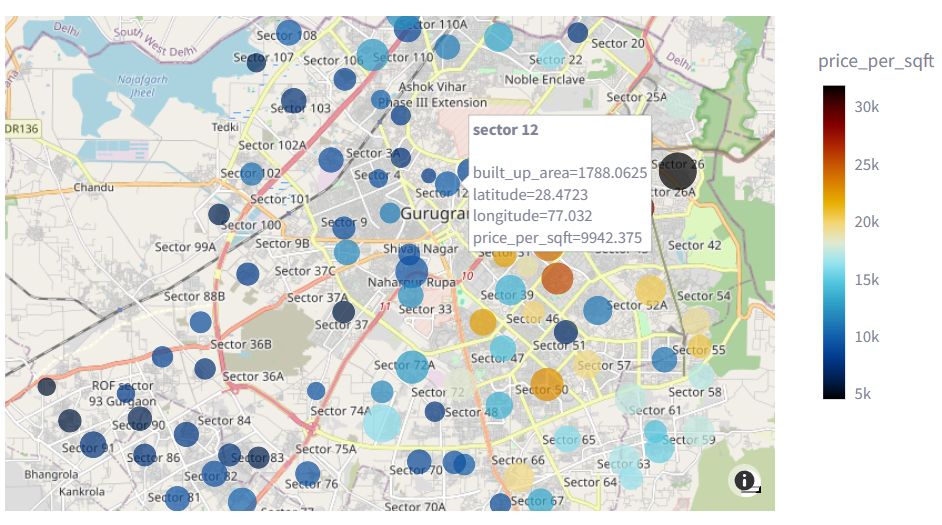 Delhi
South West Delhi
Delhi
Sector 110A
Sector 20
Sector 108
Sector 107
Sector 106
Sector 110
Sector 22
Delhi
Noble Enclave
Najafgarh
Jheel
Ashok Vihar
Phase III Extension
Sector 25A
Sector 103
DR136
Tedki
Sector 102A
Sector 3A
Sector 102
Sector 4
Chandu
Sector 12
Sector 101
Sector 26
26A
Sector 100
Sector 9
Gurugra
sector 12
built_up_area=1788.0625
latitude=28.4723
longitude=77.032
price_per_sqft=9942.375
Sector 99A
Sector 9B
Shivaji Nagar
Sector 42
Sector 37C
Naharpur Rupa
10
Sector 88B
Sector 37A
Sector 39
Sector 54
11
Sector 33
Sector 52A
Sector 37
Sector 46
Sector 36B
Sector 51
Sector 55
Sector 47
Sector 36A
Sector 72A
Sector 57
ROF sector
93 Gurgaon
Sector 72
Sector 50
Sector 58
Sector 90
Sector 84
Sector 74A
Sector 48
Sector 61
Sector 91
Sector 86
Sector 83
Sector 75A
Sector 65
Sector 59
Bhangrola
Kankrola
Sector 82
Sector 76
Sector 70
Sector 66
Sector 63
Sector 64
Sector 81
Sector 70A
Sector 67
price_per_sqft
30k
25k
20k
15k
10k
5k